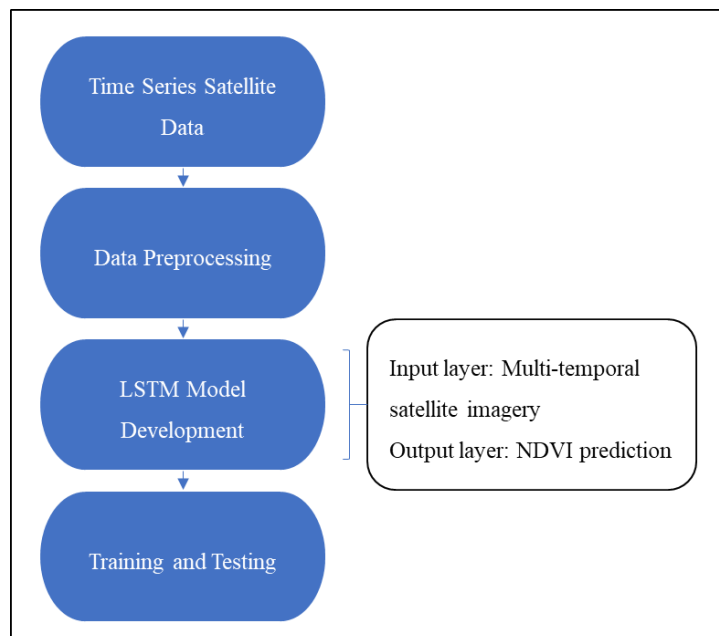 Time Series Satellite
Data
Data Preprocessing
LSTM Model
Development
Input layer: Multi-temporal
satellite imagery
Output layer: NDVI prediction
Training and Testing